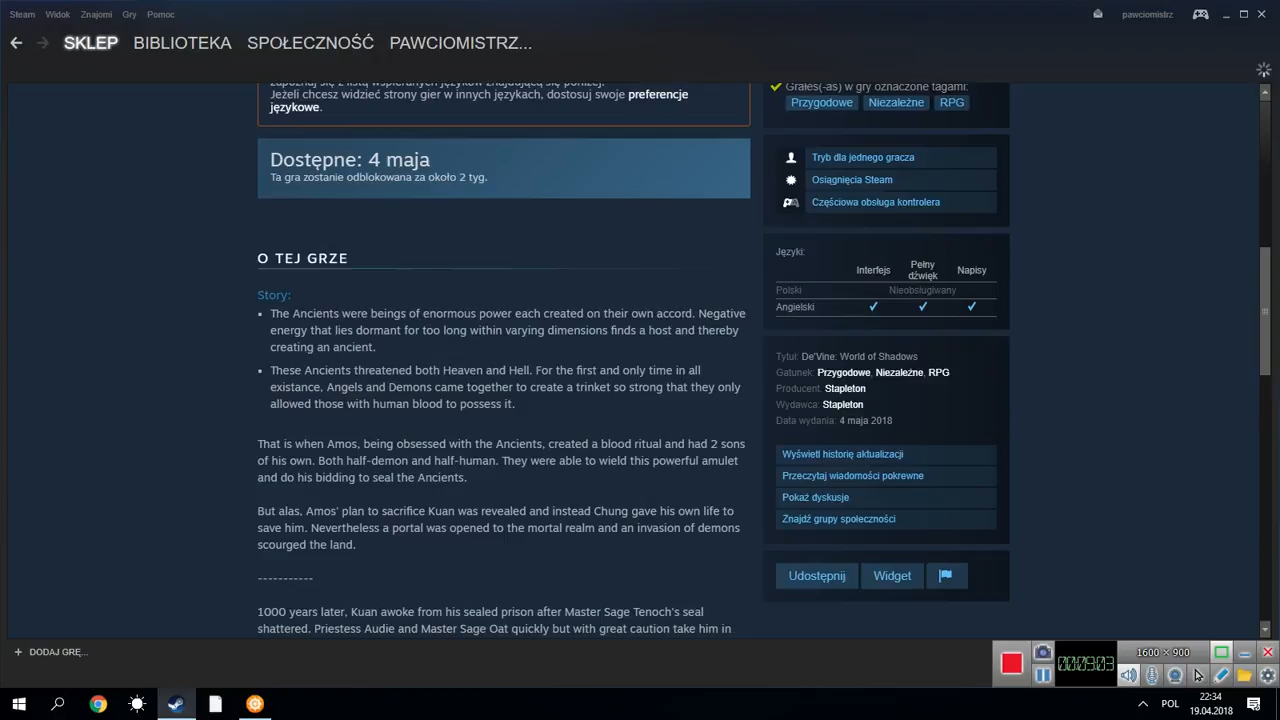 Steam Widok Znajomi Gry Pomoc
pawciomistrz
SKLEP BIBLIOTEKA SPOŁECZNOŚĆ PAWCIOMISTRZ...
Jeżeli chcesz widzieć strony gier w innych językach, dostosuj swoje preferencje
językowe.
Dostępne: 4 maja
Ta gra zostanie odblokowana za około 2 tyg.
O TEJ GRZE
Story:
▪ The Ancients were beings of enormous power each created on their own accord. Negative
energy that lies dormant for too long within varying dimensions finds a host and thereby
creating an ancient.
▪ These Ancients threatened both Heaven and Hell. For the first and only time in all
existance, Angels and Demons came together to create a trinket so strong that they only
allowed those with human blood to possess it.
That is when Amos, being obsessed with the Ancients, created a blood ritual and had 2 sons
of his own. Both half-demon and half-human. They were able to wield this powerful amulet
and do his bidding to seal the Ancients.
But alas, Amos' plan to sacrifice Kuan was revealed and instead Chung gave his own life to
save him. Nevertheless a portal was opened to the mortal realm and an invasion of demons
scourged the land.
-----------
1000 years later, Kuan awoke from his sealed prison after Master Sage Tenoch's seal
shattered. Priestess Audie and Master Sage Oat quickly but with great caution take him in
Grałeś(-aś) w gry oznaczone tagami:
Przygodowe Niezależne RPG
Tryb dla jednego gracza
Osiągnięcia Steam
Częściowa obsługa kontrolera
Języki:
Interfejs Pełny dźwięk Napisy
Polski Nieobsługiwany
Angielski ✓ ✓ ✓
Tytuł: De'Vine: World of Shadows
Gatunek: Przygodowe, Niezależne, RPG
Producent: Stapleton
Wydawca: Stapleton
Data wydania: 4 maja 2018
Wyświetl historię aktualizacji
Przeczytaj wiadomości pokrewne
Pokaż dyskusje
Znajdź grupy społeczności
Udostępnij Widget
+ DODAJ GRĘ...
00:09:03
1600 × 900
POL
22:34
19.04.2018